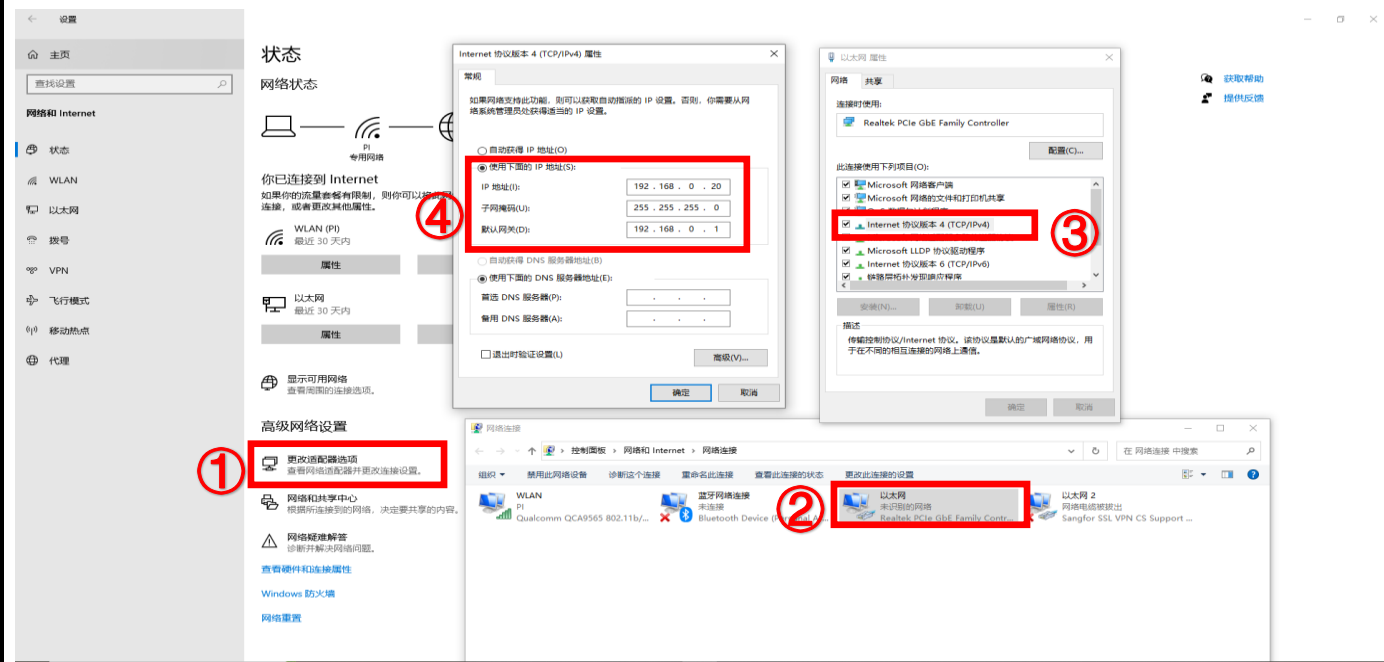 设置
主页
查找设置
网络和 Internet
状态
WLAN
以太网
拨号
VPN
飞行模式
移动热点
代理
状态
网络状态
PI
专用网络
你已连接到 Internet
如果你的流量套餐有限制，则你可以将此网
连接，或者更改其他属性。
WLAN (PI)
最近 30 天内
属性
以太网
最近 30 天内
属性
显示可用网络
查看周围的连接选项。
高级网络设置
①
更改适配器选项
查看网络适配器并更改连接设置。
网络和共享中心
根据所连接到的网络，决定要共享的内容。
网络疑难解答
诊断并解决网络问题。
查看硬件和连接属性
Windows 防火墙
网络重置
获取帮助
提供反馈
Internet 协议版本 4 (TCP/IPv4) 属性
常规
如果网络支持此功能，则可以获取自动指派的 IP 设置。否则，你需要从网
络系统管理员处获得适当的 IP 设置。
自动获得 IP 地址(O)
使用下面的 IP 地址(S):
④
IP 地址(I): 192 . 168 . 0 . 20
子网掩码(U): 255 . 255 . 255 . 0
默认网关(D): 192 . 168 . 0 . 1
自动获得 DNS 服务器地址(B)
使用下面的 DNS 服务器地址(E):
首选 DNS 服务器(P): . . .
备用 DNS 服务器(A): . . .
退出时验证设置(L)
高级(V)...
确定 取消
以太网 属性
网络 共享
连接时使用:
Realtek PCIe GbE Family Controller
配置(C)...
此连接使用下列项目(O):
Microsoft 网络客户端
Microsoft 网络的文件和打印机共享
Internet 协议版本 4 (TCP/IPv4)
③
Microsoft LLDP 协议驱动程序
Internet 协议版本 6 (TCP/IPv6)
链路层拓扑发现响应程序
安装(N)... 卸载(U) 属性(R)
描述
传输控制协议/Internet 协议。该协议是默认的广域网络协议，用
于在不同的相互连接的网络上通信。
确定 取消
网络连接
控制面板 › 网络和 Internet › 网络连接
在 网络连接 中搜索
组织 禁用此网络设备 诊断这个连接 重命名此连接 查看此连接的状态 更改此连接的设置
WLAN
PI
Qualcomm QCA9565 802.11b/...
蓝牙网络连接
未连接
Bluetooth Device
②
以太网
未识别的网络
Realtek PCIe GbE Family Contr...
以太网 2
网络电缆被拔出
Sangfor SSL VPN CS Support ...